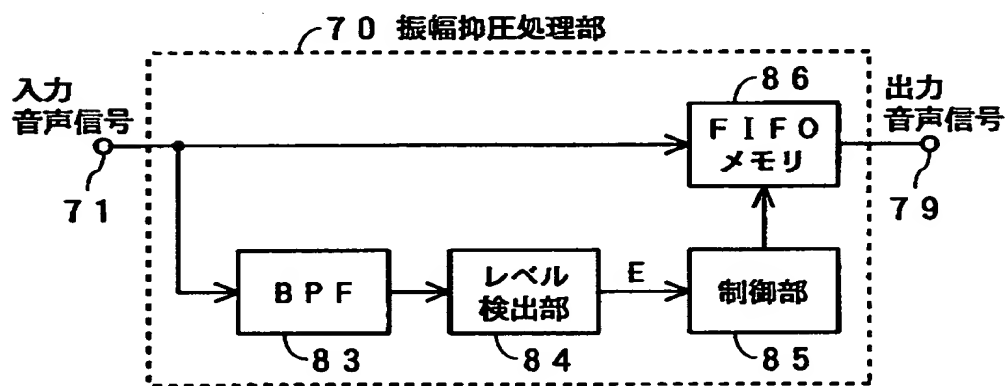 70 振幅抑圧処理部
入力
音声信号
71
86
FIFO
メモリ
出力
音声信号
79
BPF
83
レベル
検出部
84
E
制御部
85